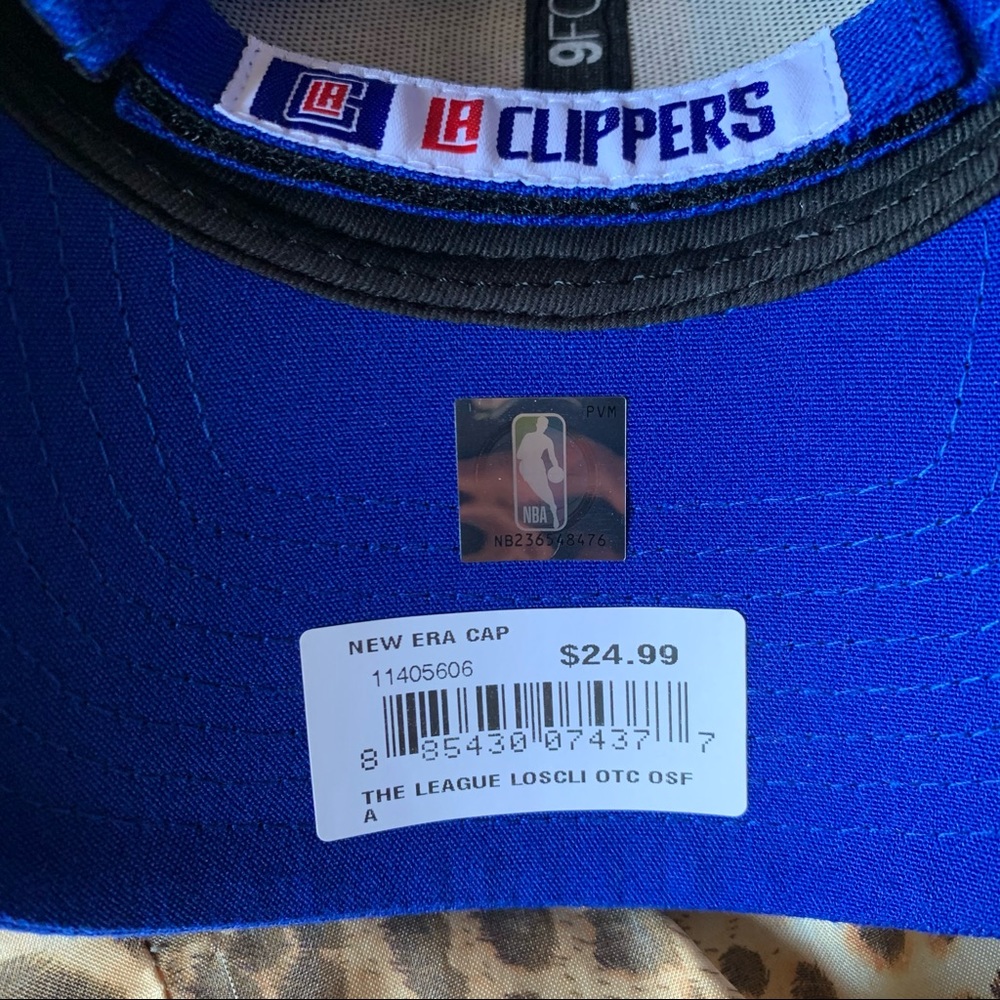 9FO
LA
LA CLIPPERS
PVM
NBA
NB236548476
NEW ERA CAP
$24.99
11405606
8 85430 07437 7
THE LEAGUE LOSCLI OTC OSF
A